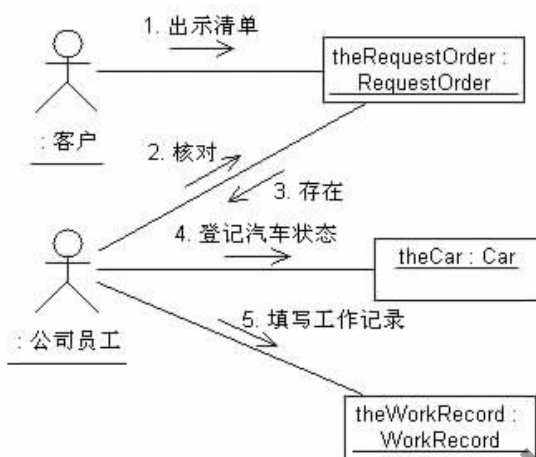 1. 出示清单
theRequestOrder :
RequestOrder
: 客户
2. 核对
3. 存在
4. 登记汽车状态
theCar : Car
: 公司员工
5. 填写工作记录
theWorkRecord :
WorkRecord